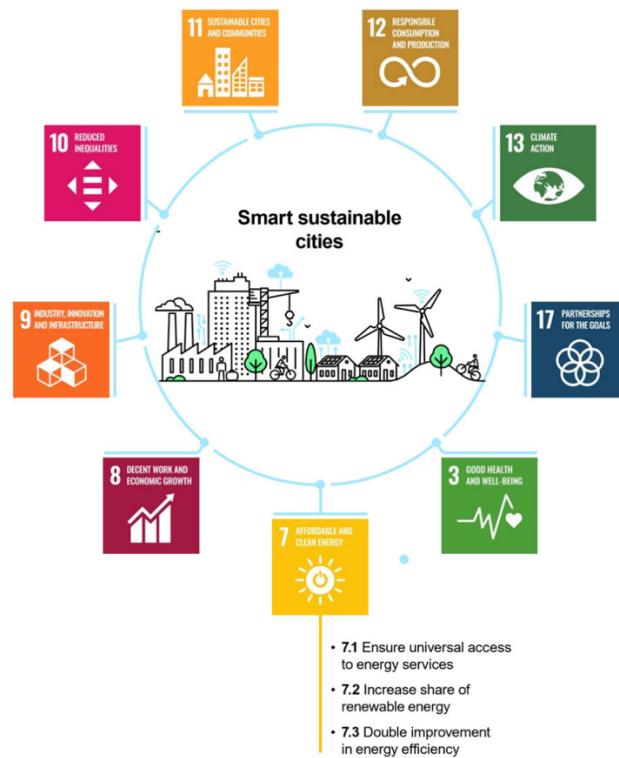 11 SUSTAINABLE CITIES
AND COMMUNITIES
12 RESPONSIBLE
CONSUMPTION
AND PRODUCTION
10 REDUCED
INEQUALITIES
13 CLIMATE
ACTION
Smart sustainable
cities
9 INDUSTRY, INNOVATION
AND INFRASTRUCTURE
17 PARTNERSHIPS
FOR THE GOALS
8 DECENT WORK AND
ECONOMIC GROWTH
3 GOOD HEALTH
AND WELL-BEING
7 AFFORDABLE AND
CLEAN ENERGY
• 7.1 Ensure universal access
to energy services
• 7.2 Increase share of
renewable energy
• 7.3 Double improvement
in energy efficiency